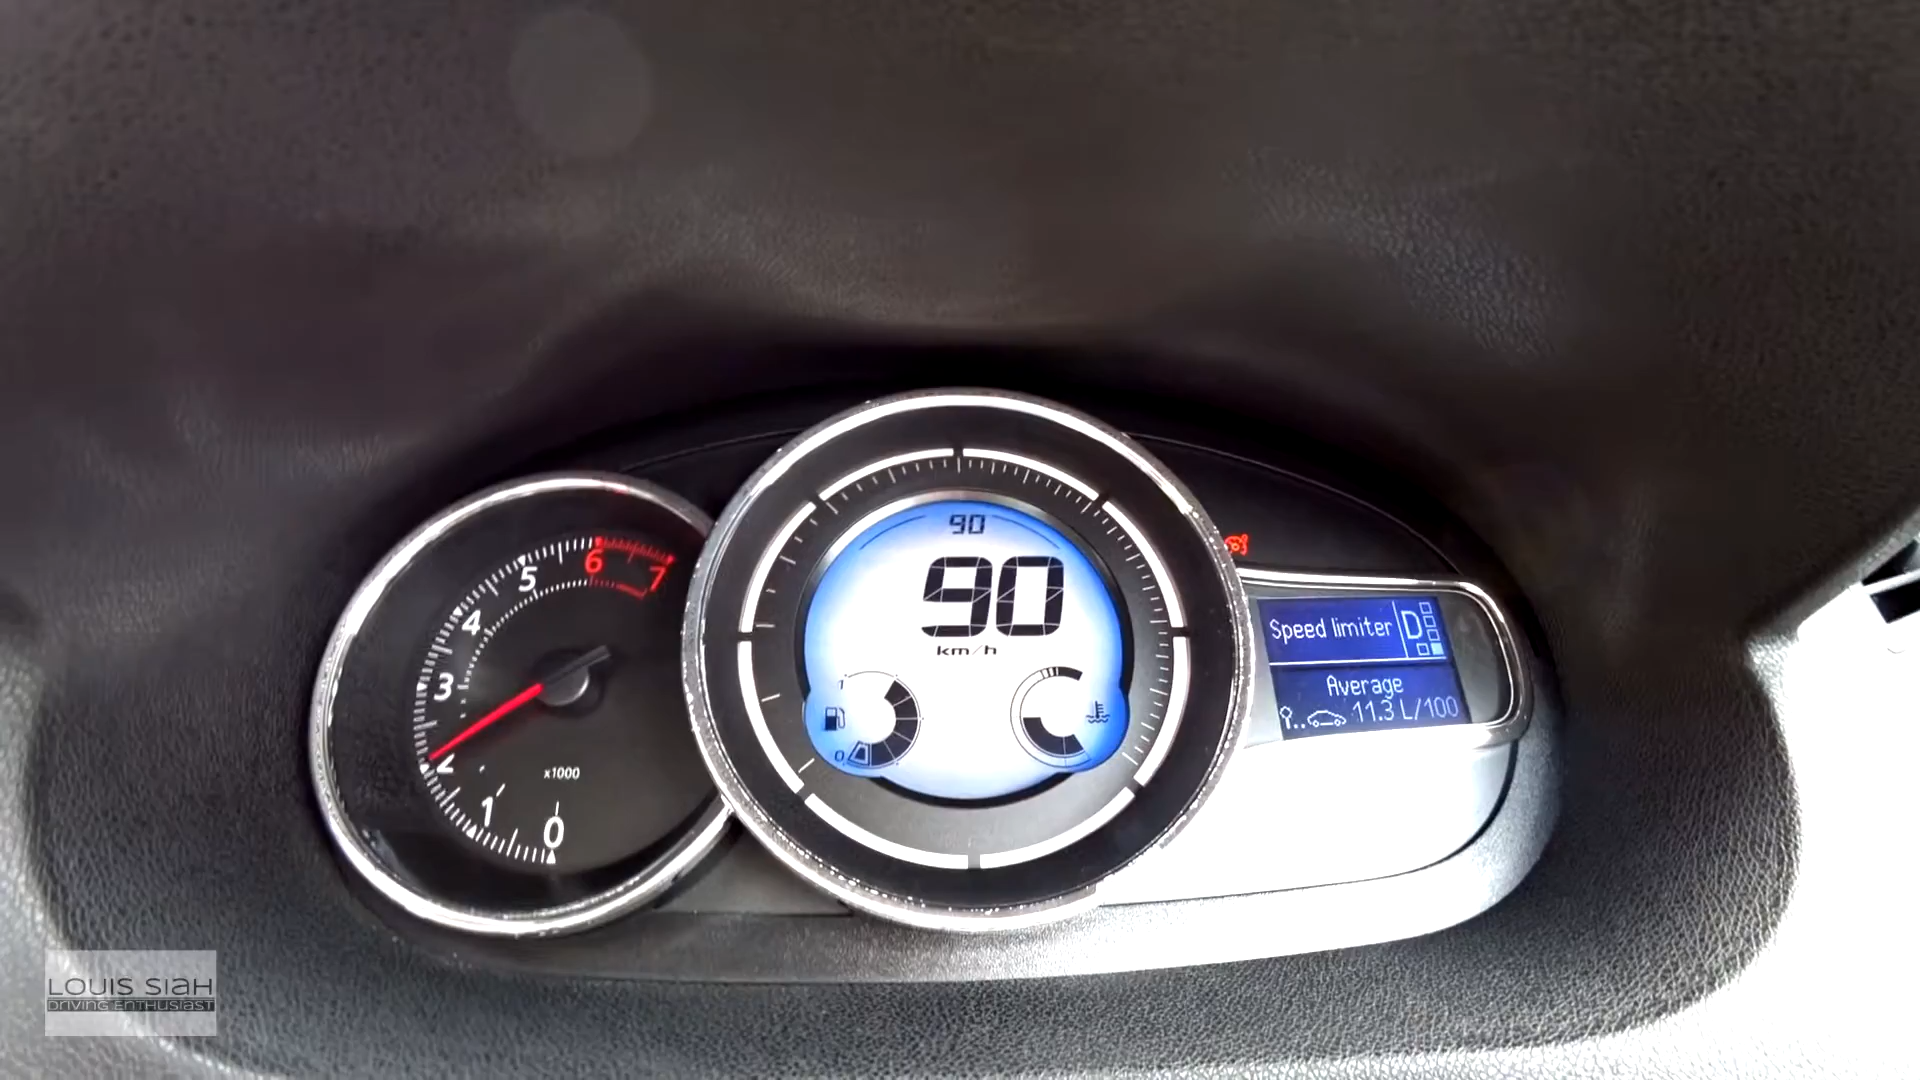 90
90
km/h
1
0
7
6
5
4
3
2
1
0
x1000
Speed limiter D
Average
11.3 L/100
LOUIS SIAH
DRIVING ENTHUSIAST